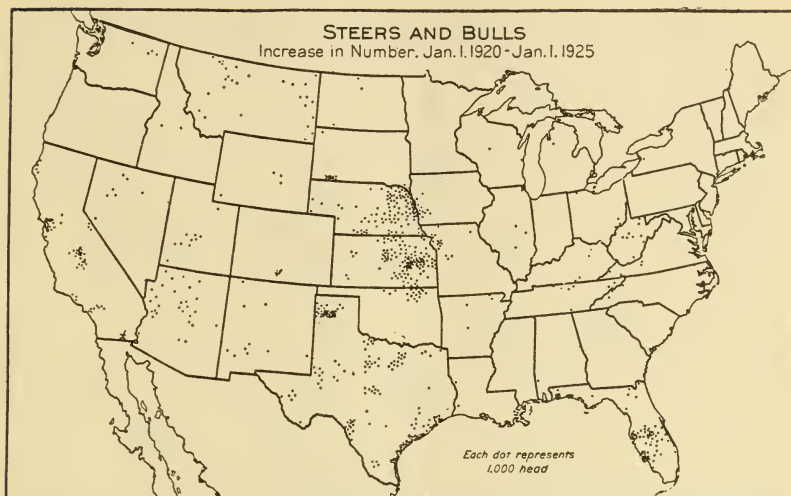 STEERS AND BULLS
Increase in Number, Jan. 1, 1920 - Jan. 1, 1925
Each dot represents
1,000 head